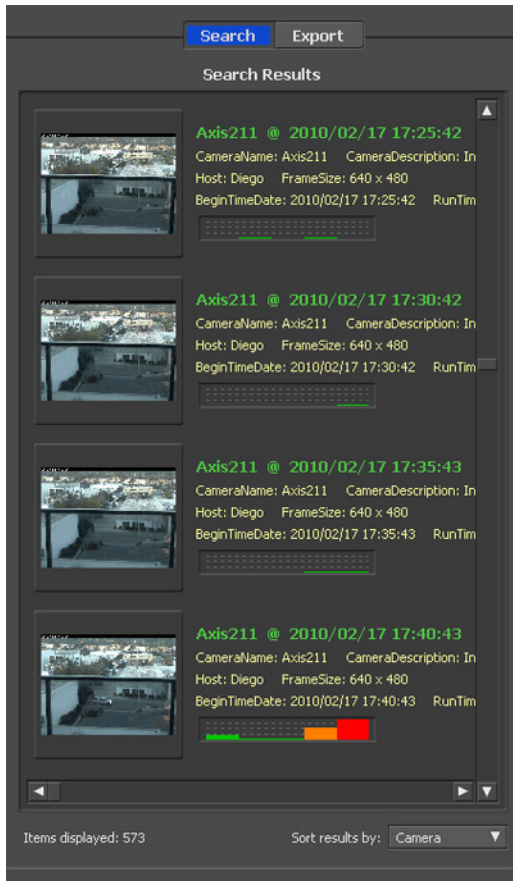 Search Export
Search Results
Axis211 @ 2010/02/17 17:25:42
CameraName: Axis211 CameraDescription: In
Host: Diego FrameSize: 640 x 480
BeginTimeDate: 2010/02/17 17:25:42 RunTim
Axis211 @ 2010/02/17 17:30:42
CameraName: Axis211 CameraDescription: In
Host: Diego FrameSize: 640 x 480
BeginTimeDate: 2010/02/17 17:30:42 RunTim
Axis211 @ 2010/02/17 17:35:43
CameraName: Axis211 CameraDescription: In
Host: Diego FrameSize: 640 x 480
BeginTimeDate: 2010/02/17 17:35:43 RunTim
Axis211 @ 2010/02/17 17:40:43
CameraName: Axis211 CameraDescription: In
Host: Diego FrameSize: 640 x 480
BeginTimeDate: 2010/02/17 17:40:43 RunTim
Items displayed: 573 Sort results by: Camera